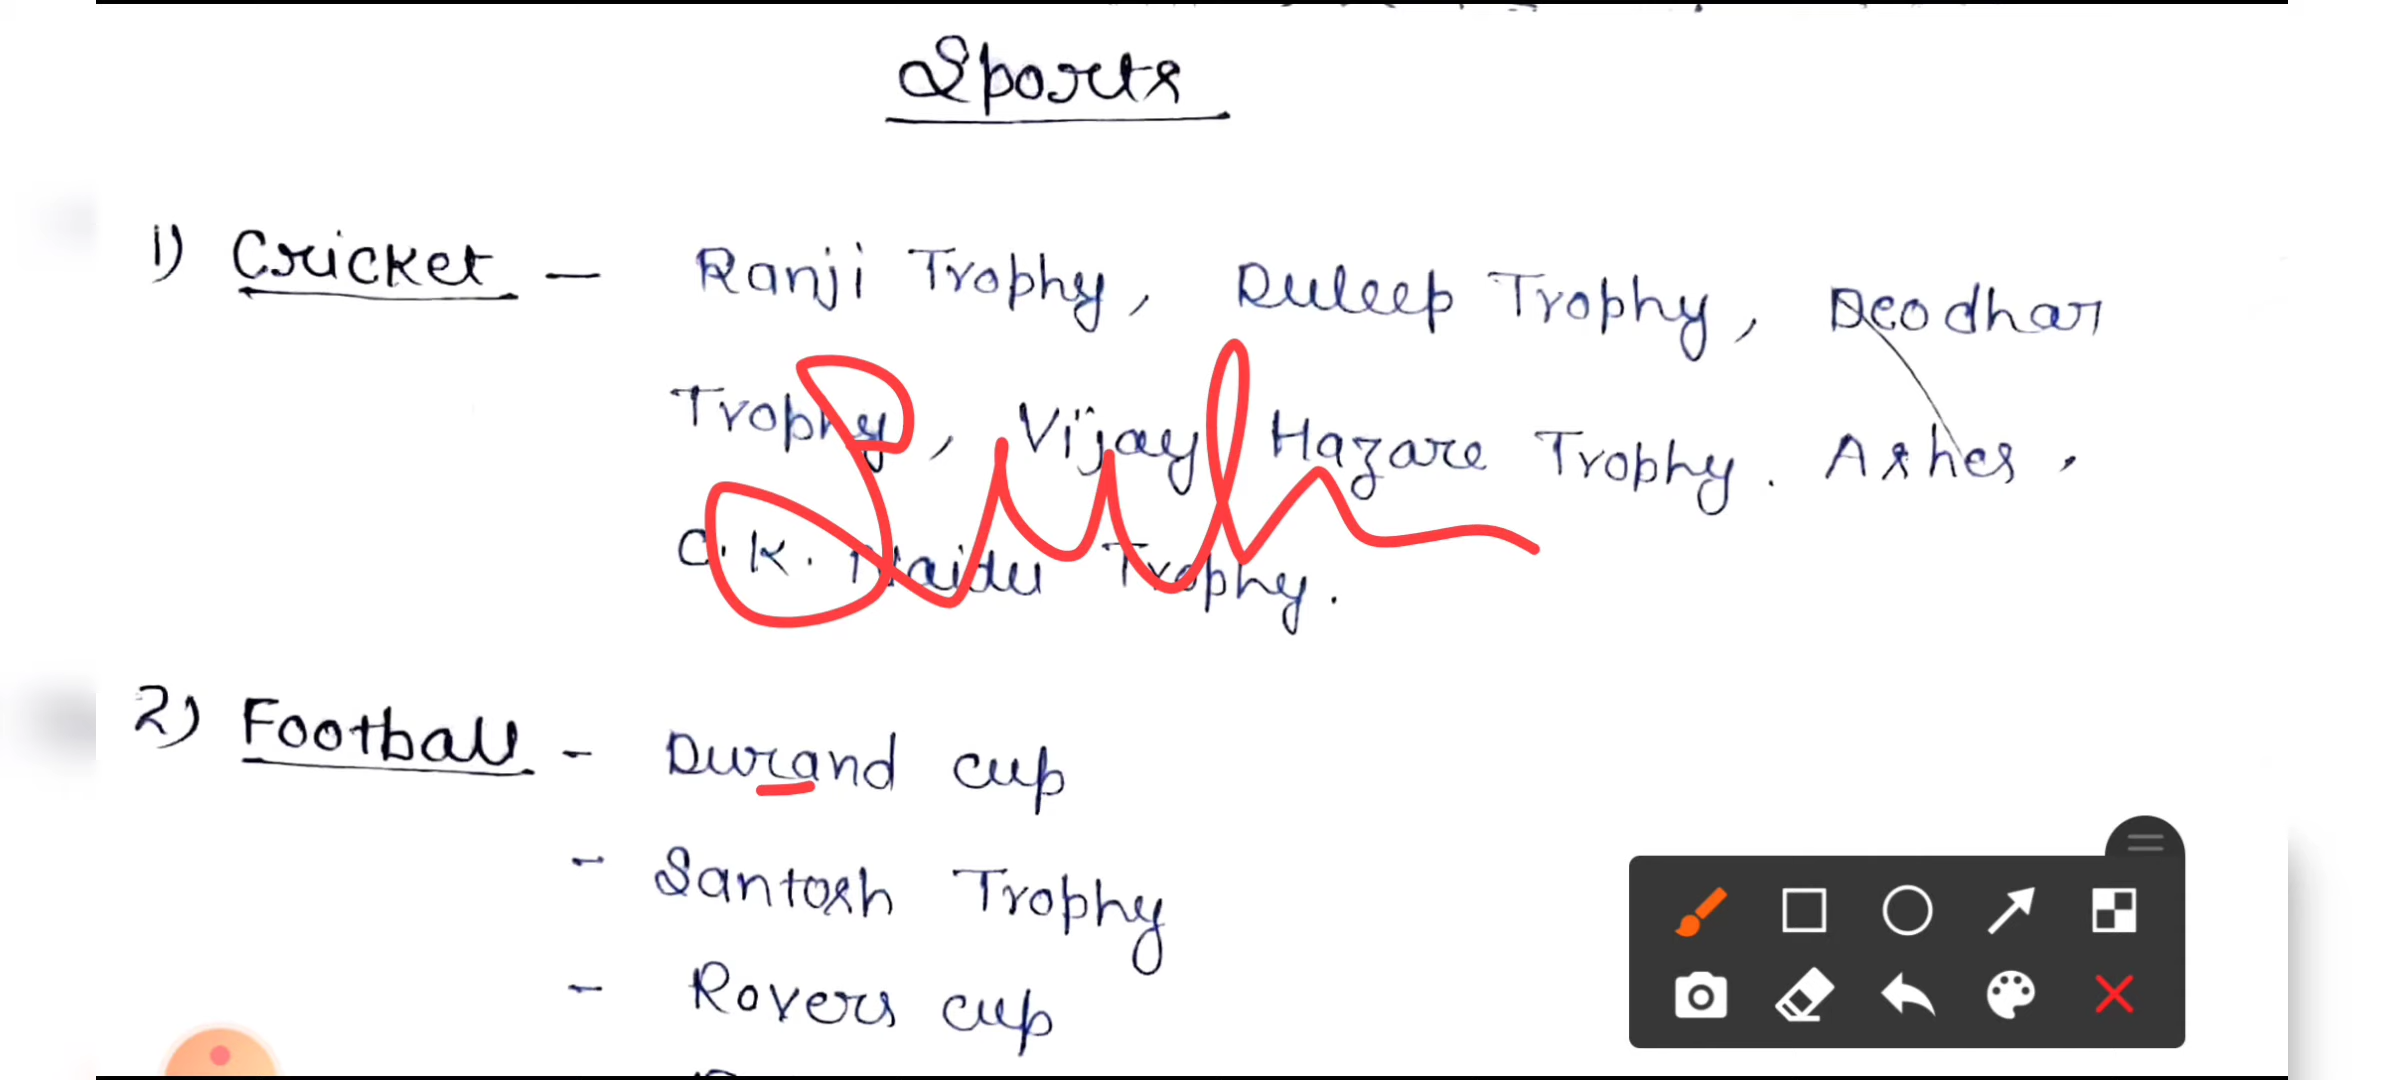 Sports
1) Cricket - Ranji Trophy, Duleep Trophy, Deodhar
Trophy, Vijay Hazare Trophy. Ashes,
C.K. Naidu Trophy.
2) Football - Durand cup
- Santosh Trophy
- Rovers cup